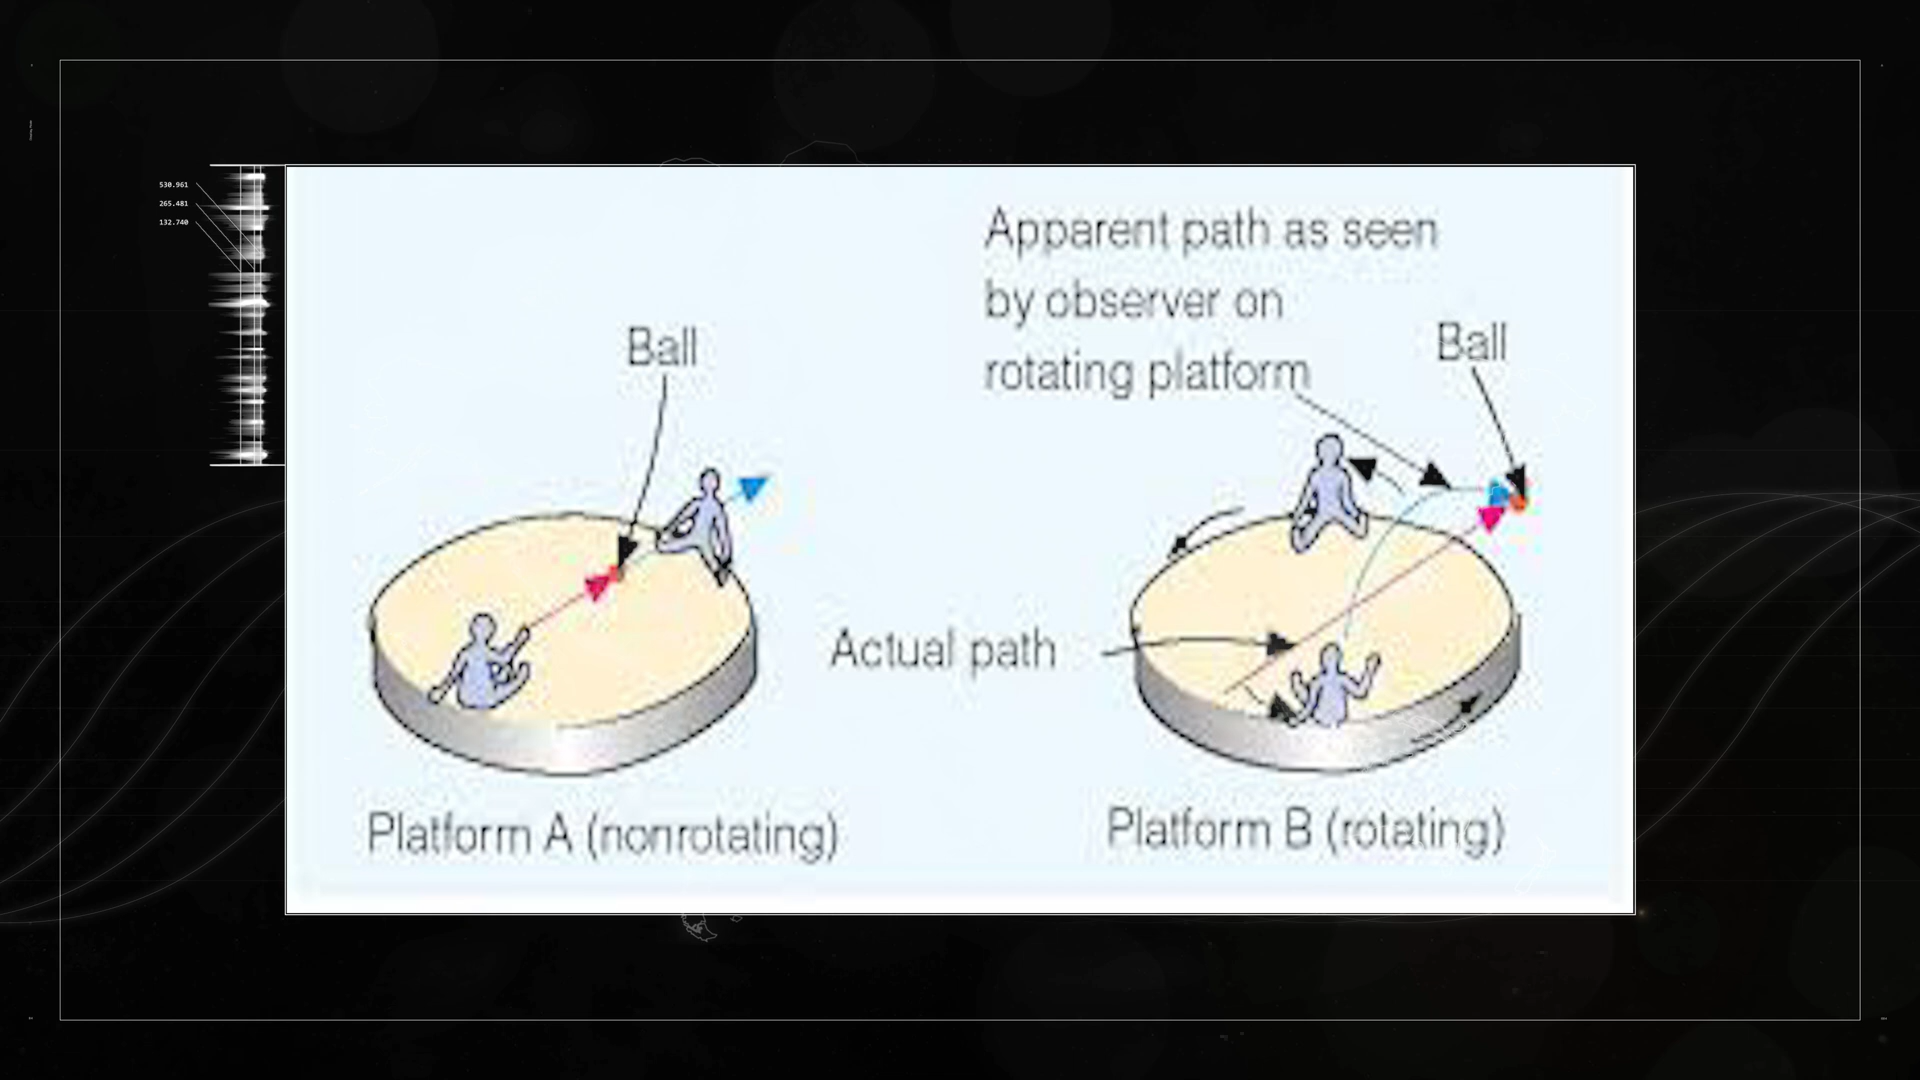 530.961
265.481
132.740
Apparent path as seen
by observer on
rotating platform
Ball
Ball
Actual path
Platform A (nonrotating)
Platform B (rotating)